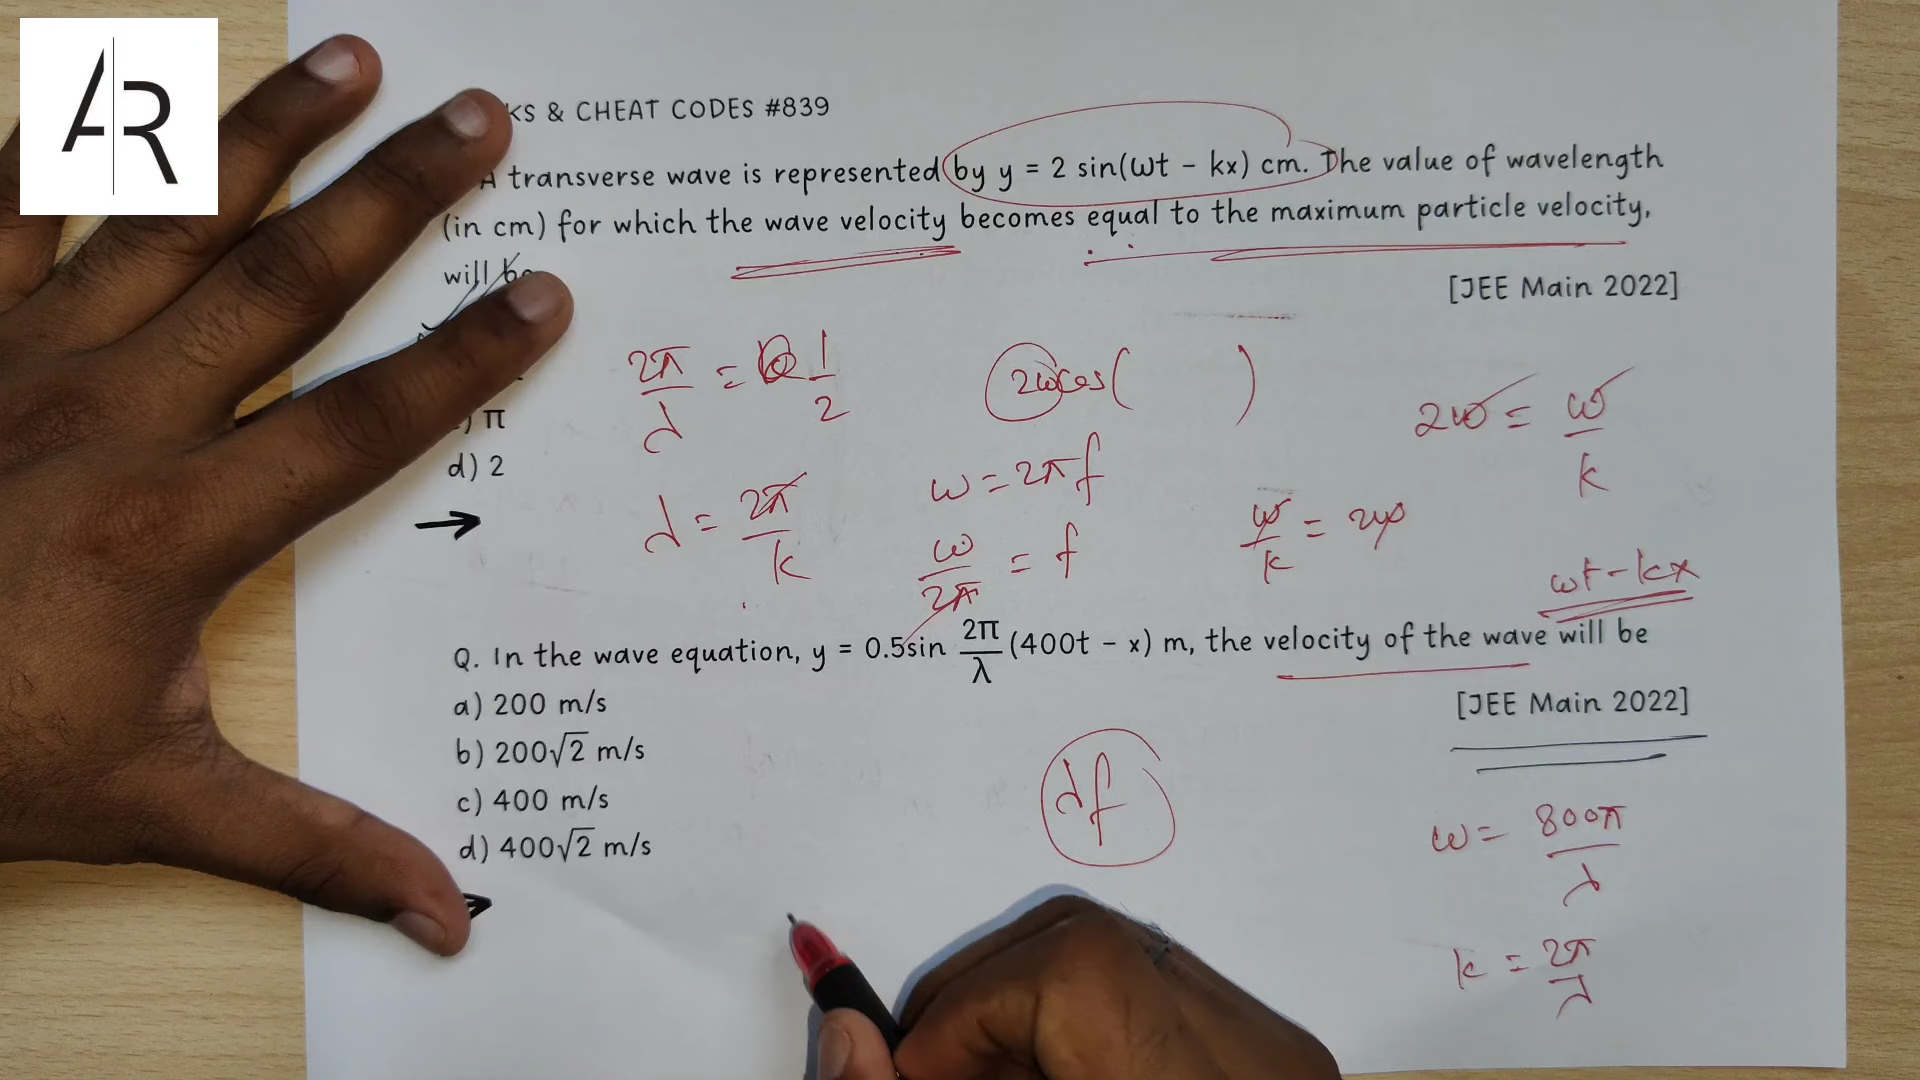 AR
KS & CHEAT CODES #839
A transverse wave is represented by y = 2 sin(ωt - kx) cm. The value of wavelength
(in cm) for which the wave velocity becomes equal to the maximum particle velocity,
will be
[JEE Main 2022]
2π/λ = 1/2
2ωcos( )
2ω = ω/k
) π
d) 2
λ = 2π/k
ω = 2πf
ω/2π = f
ω/k = 2ω
ωt - kx
Q. In the wave equation, y = 0.5sin 2π/λ (400t - x) m, the velocity of the wave will be
[JEE Main 2022]
a) 200 m/s
b) 200√2 m/s
c) 400 m/s
d) 400√2 m/s
λf
ω = 800π/λ
k = 2π/λ